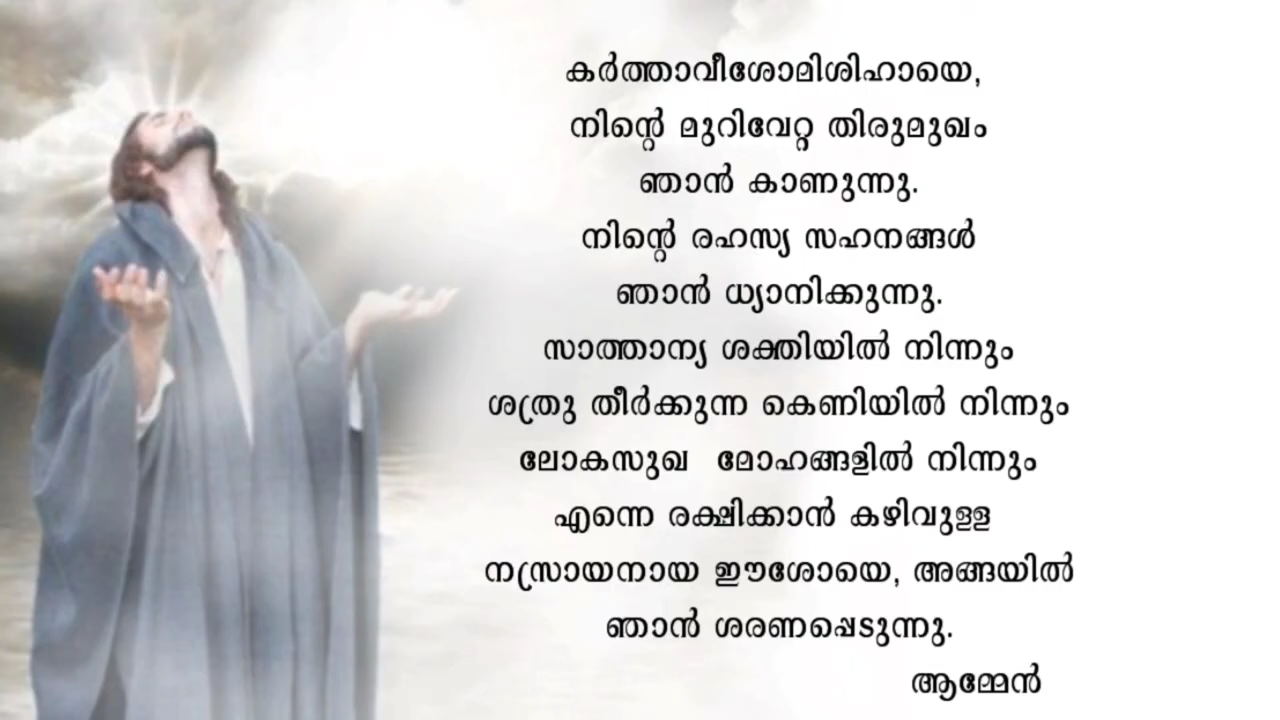 കർത്താവീശോമിശിഹായെ,
നിന്റെ മുറിവേറ്റ തിരുമുഖം
ഞാൻ കാണുന്നു.
നിന്റെ രഹസ്യ സഹനങ്ങൾ
ഞാൻ ധ്യാനിക്കുന്നു.
സാത്താന്യ ശക്തിയിൽ നിന്നും
ശത്രു തീർക്കുന്ന കെണിയിൽ നിന്നും
ലോകസുഖ മോഹങ്ങളിൽ നിന്നും
എന്നെ രക്ഷിക്കാൻ കഴിവുള്ള
നസ്രായനായ ഈശോയെ, അങ്ങയിൽ
ഞാൻ ശരണപ്പെടുന്നു.
ആമ്മേൻ